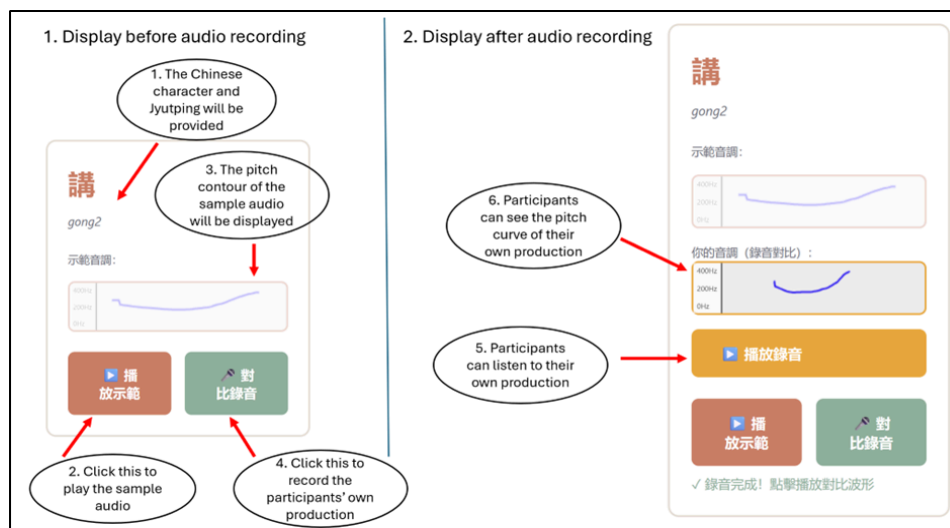 1. Display before audio recording
1. The Chinese
character and
Jyutping will be
provided
3. The pitch
contour of the
sample audio
will be displayed
講
gong2
示範音調:
400Hz
200Hz
0Hz
▶ 播
放示範
🎤 對
比錄音
2. Click this to
play the sample
audio
4. Click this to
record the
participants' own
production
2. Display after audio recording
講
gong2
示範音調:
400Hz
200Hz
0Hz
6. Participants
can see the pitch
curve of their
own production
你的音調（錄音對比）:
400Hz
200Hz
0Hz
5. Participants
can listen to their
own production
▶ 播放錄音
▶ 播
放示範
🎤 對
比錄音
✓ 錄音完成！點擊播放對比波形